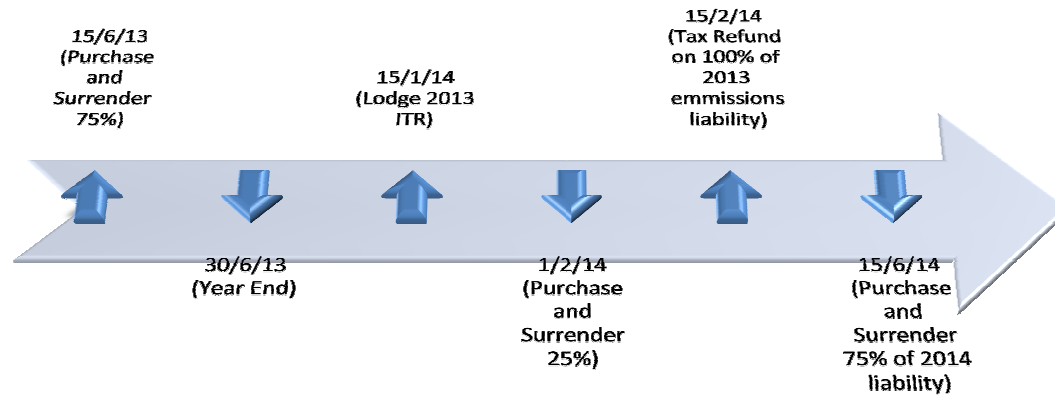 15/6/13
(Purchase
and
Surrender
75%)
30/6/13
(Year End)
15/1/14
(Lodge 2013
ITR)
1/2/14
(Purchase
and
Surrender
25%)
15/2/14
(Tax Refund
on 100% of
2013
emmissions
liability)
15/6/14
(Purchase
and
Surrender
75% of 2014
liability)